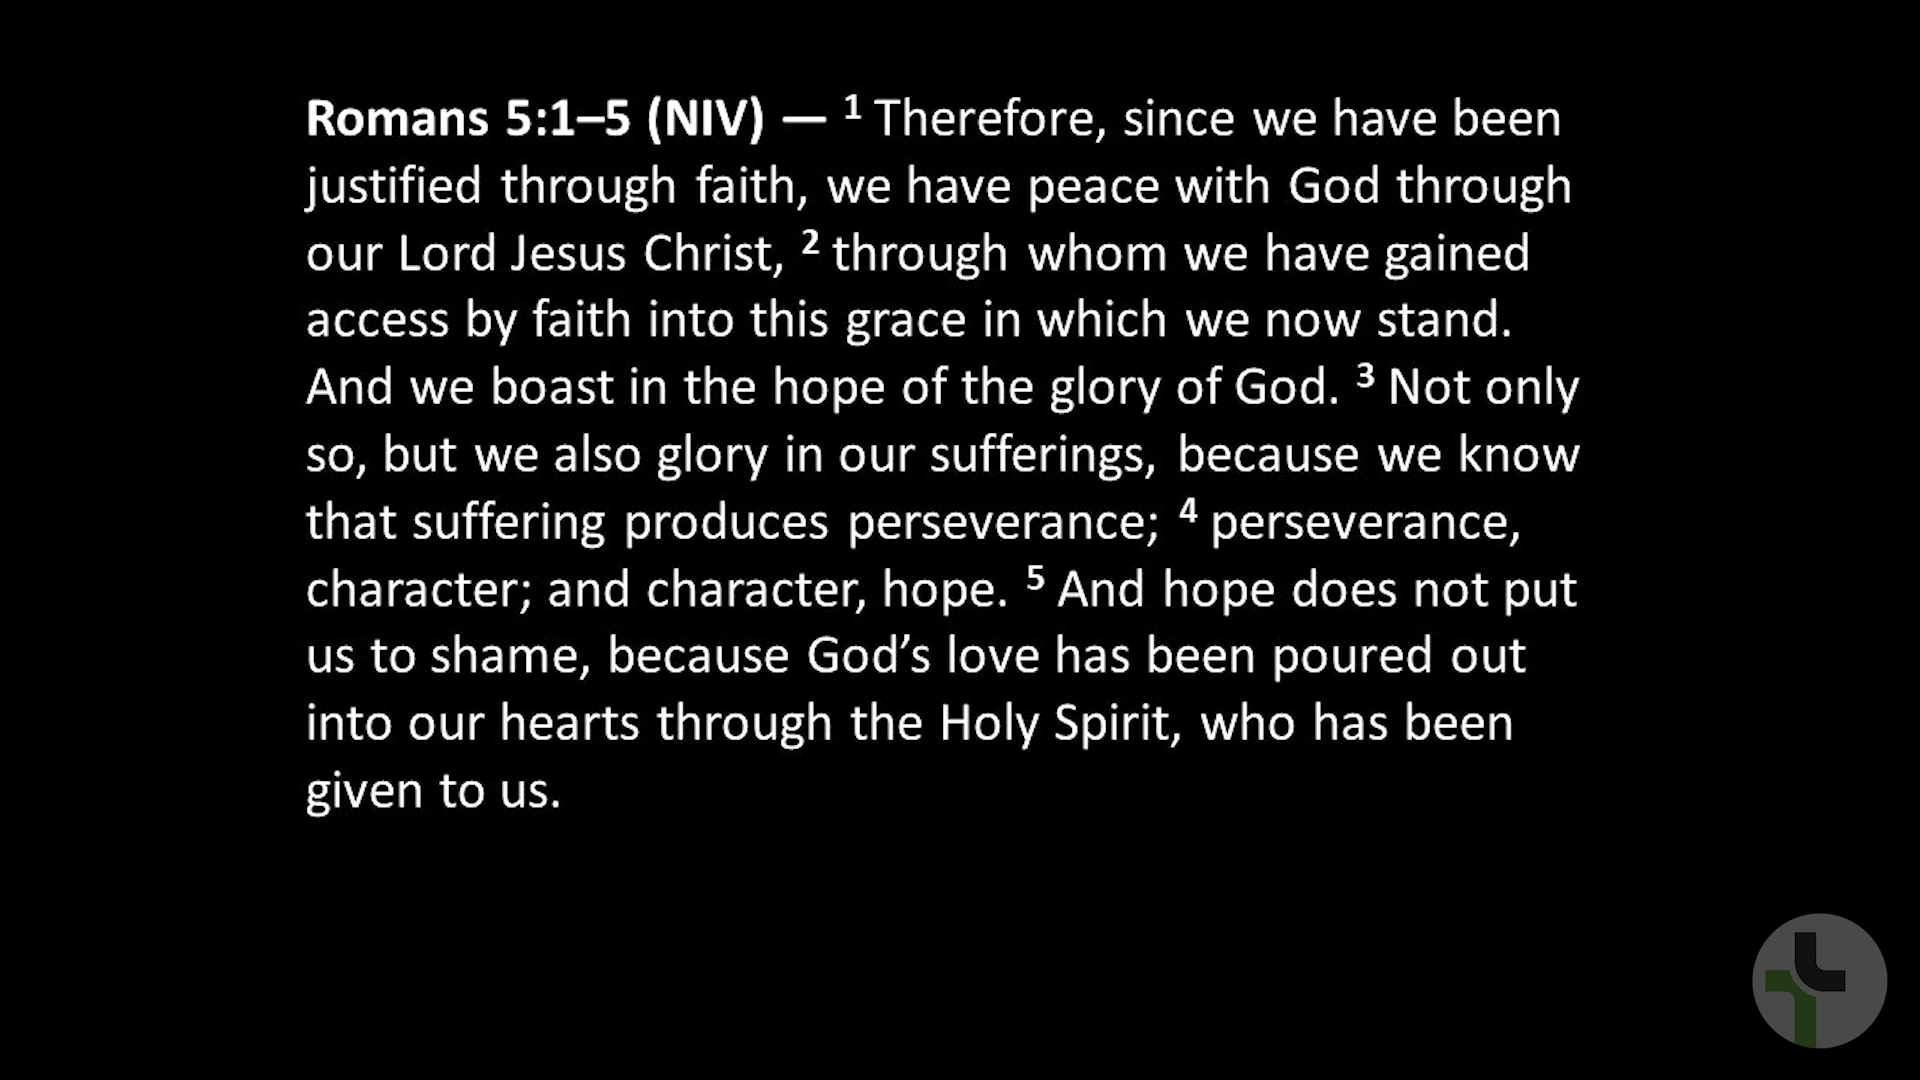 Romans 5:1–5 (NIV) — ¹ Therefore, since we have been
justified through faith, we have peace with God through
our Lord Jesus Christ, ² through whom we have gained
access by faith into this grace in which we now stand.
And we boast in the hope of the glory of God. ³ Not only
so, but we also glory in our sufferings, because we know
that suffering produces perseverance; ⁴ perseverance,
character; and character, hope. ⁵ And hope does not put
us to shame, because God’s love has been poured out
into our hearts through the Holy Spirit, who has been
given to us.